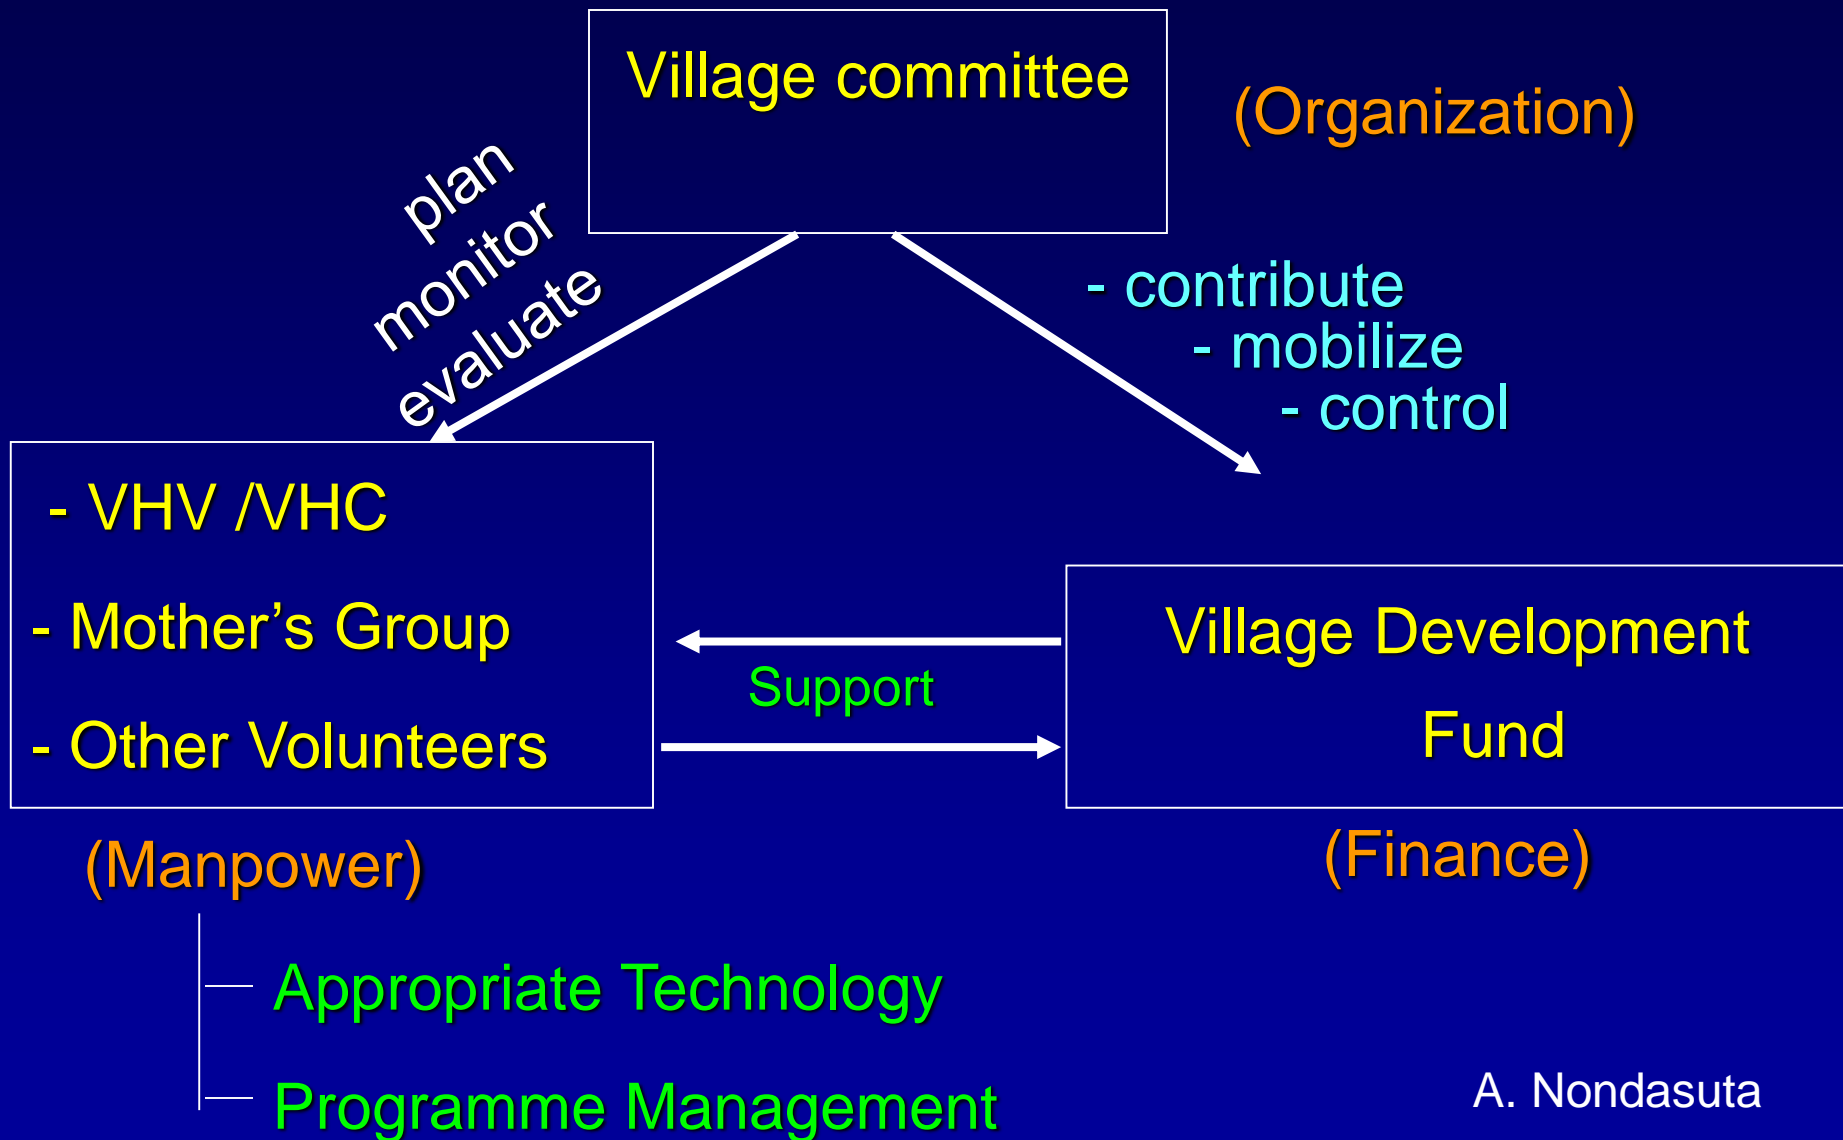 Village committee
(Organization)
plan
monitor
evaluate
- contribute
- mobilize
- control
- VHV /VHC
- Mother’s Group
- Other Volunteers
Support
Village Development
Fund
(Manpower)
(Finance)
Appropriate Technology
Programme Management
A. Nondasuta